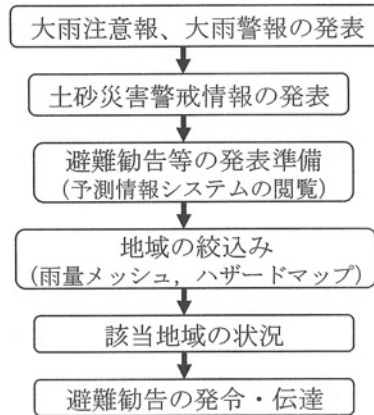 大雨注意報、大雨警報の発表
土砂災害警戒情報の発表
避難勧告等の発表準備
(予測情報システムの閲覧)
地域の絞込み
(雨量メッシュ，ハザードマップ)
該当地域の状況
避難勧告の発令・伝達